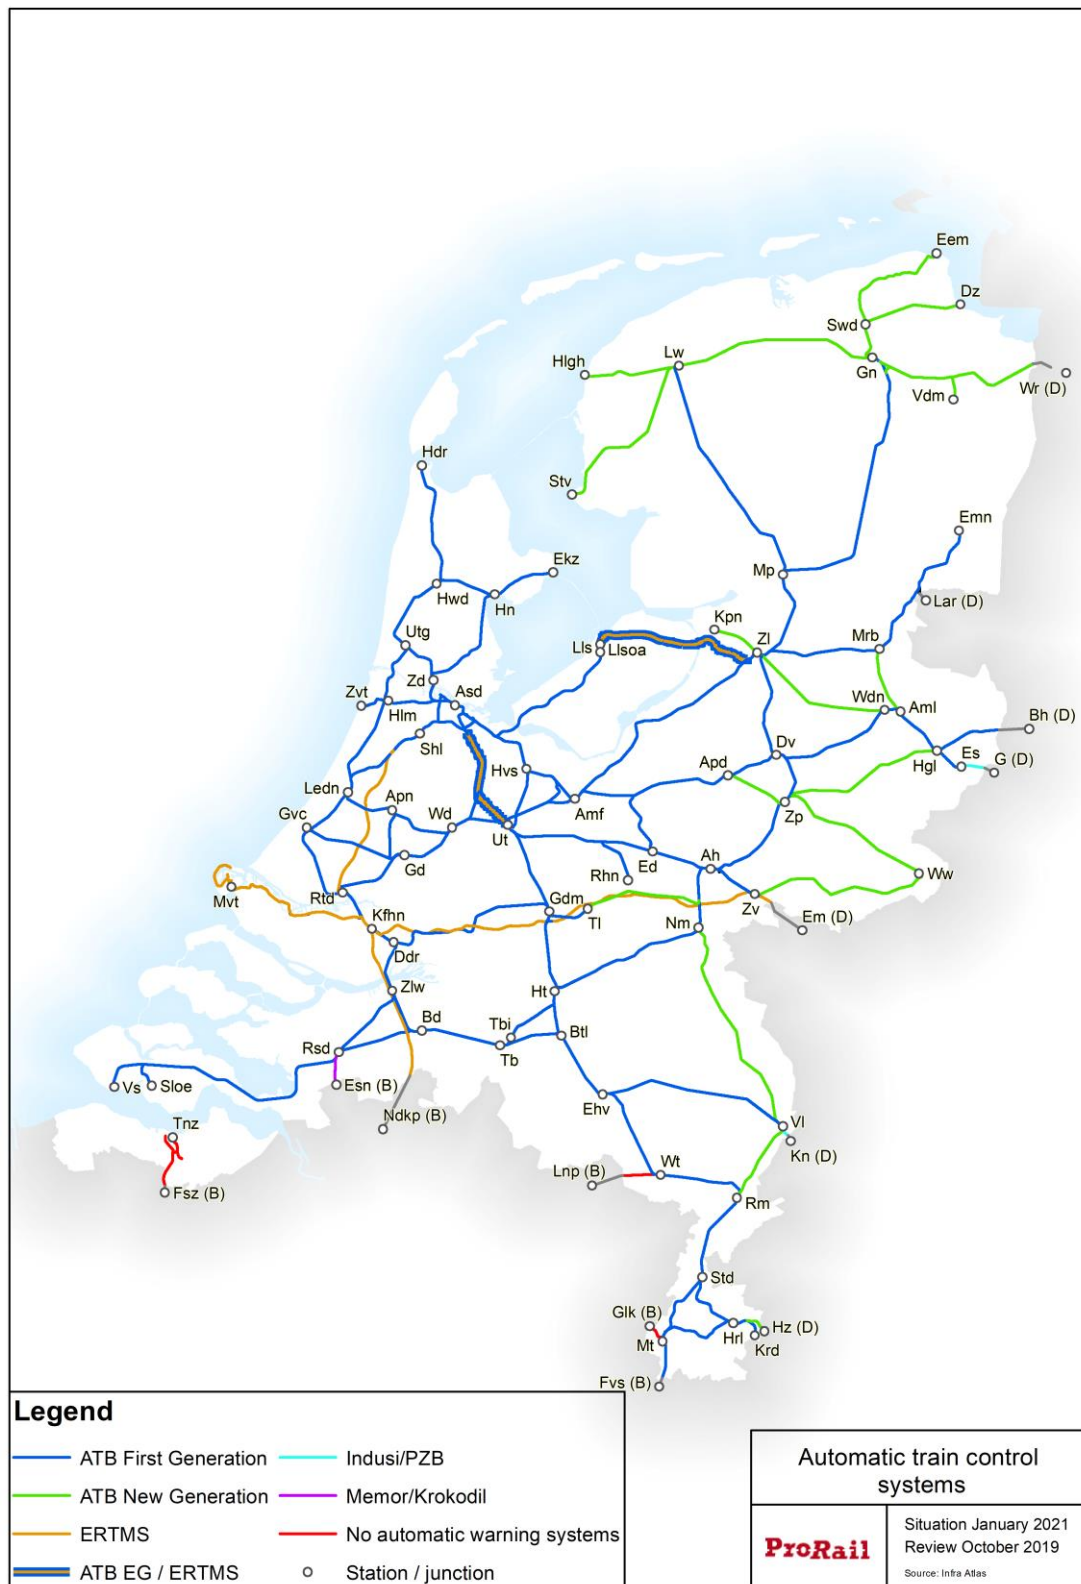 Eem
Dz
Swd
Lw
Hlgh
Gn
Wr (D)
Vdm
Hdr
Stv
Emn
Ekz
Mp
Hwd
Hn
Lar (D)
Kpn
Utg
Zl
Mrb
Lls
Llsoa
Zd
Zvt
Asd
Wdn
Aml
Hlm
Bh (D)
Shl
Dv
Es
G (D)
Hvs
Apd
Hgl
Ledn
Apn
Gvc
Wd
Amf
Zp
Ut
Gd
Ed
Ah
Rhn
Ww
Rtd
Mvt
Zv
Gdm
Kfhn
Tl
Nm
Em (D)
Ddr
Zlw
Ht
Bd
Tbi
Btl
Rsd
Tb
Vs
Sloe
Esn (B)
Ehv
Ndkp (B)
Tnz
Vl
Kn (D)
Lnp (B)
Wt
Fsz (B)
Rm
Std
Glk (B)
Hz (D)
Mt
Hrl
Krd
Fvs (B)
Legend
ATB First Generation
ATB New Generation
ERTMS
ATB EG / ERTMS
Indusi/PZB
Memor/Krokodil
No automatic warning systems
Station / junction
Automatic train control
systems
ProRail
Situation January 2021
Review October 2019
Source: Infra Atlas